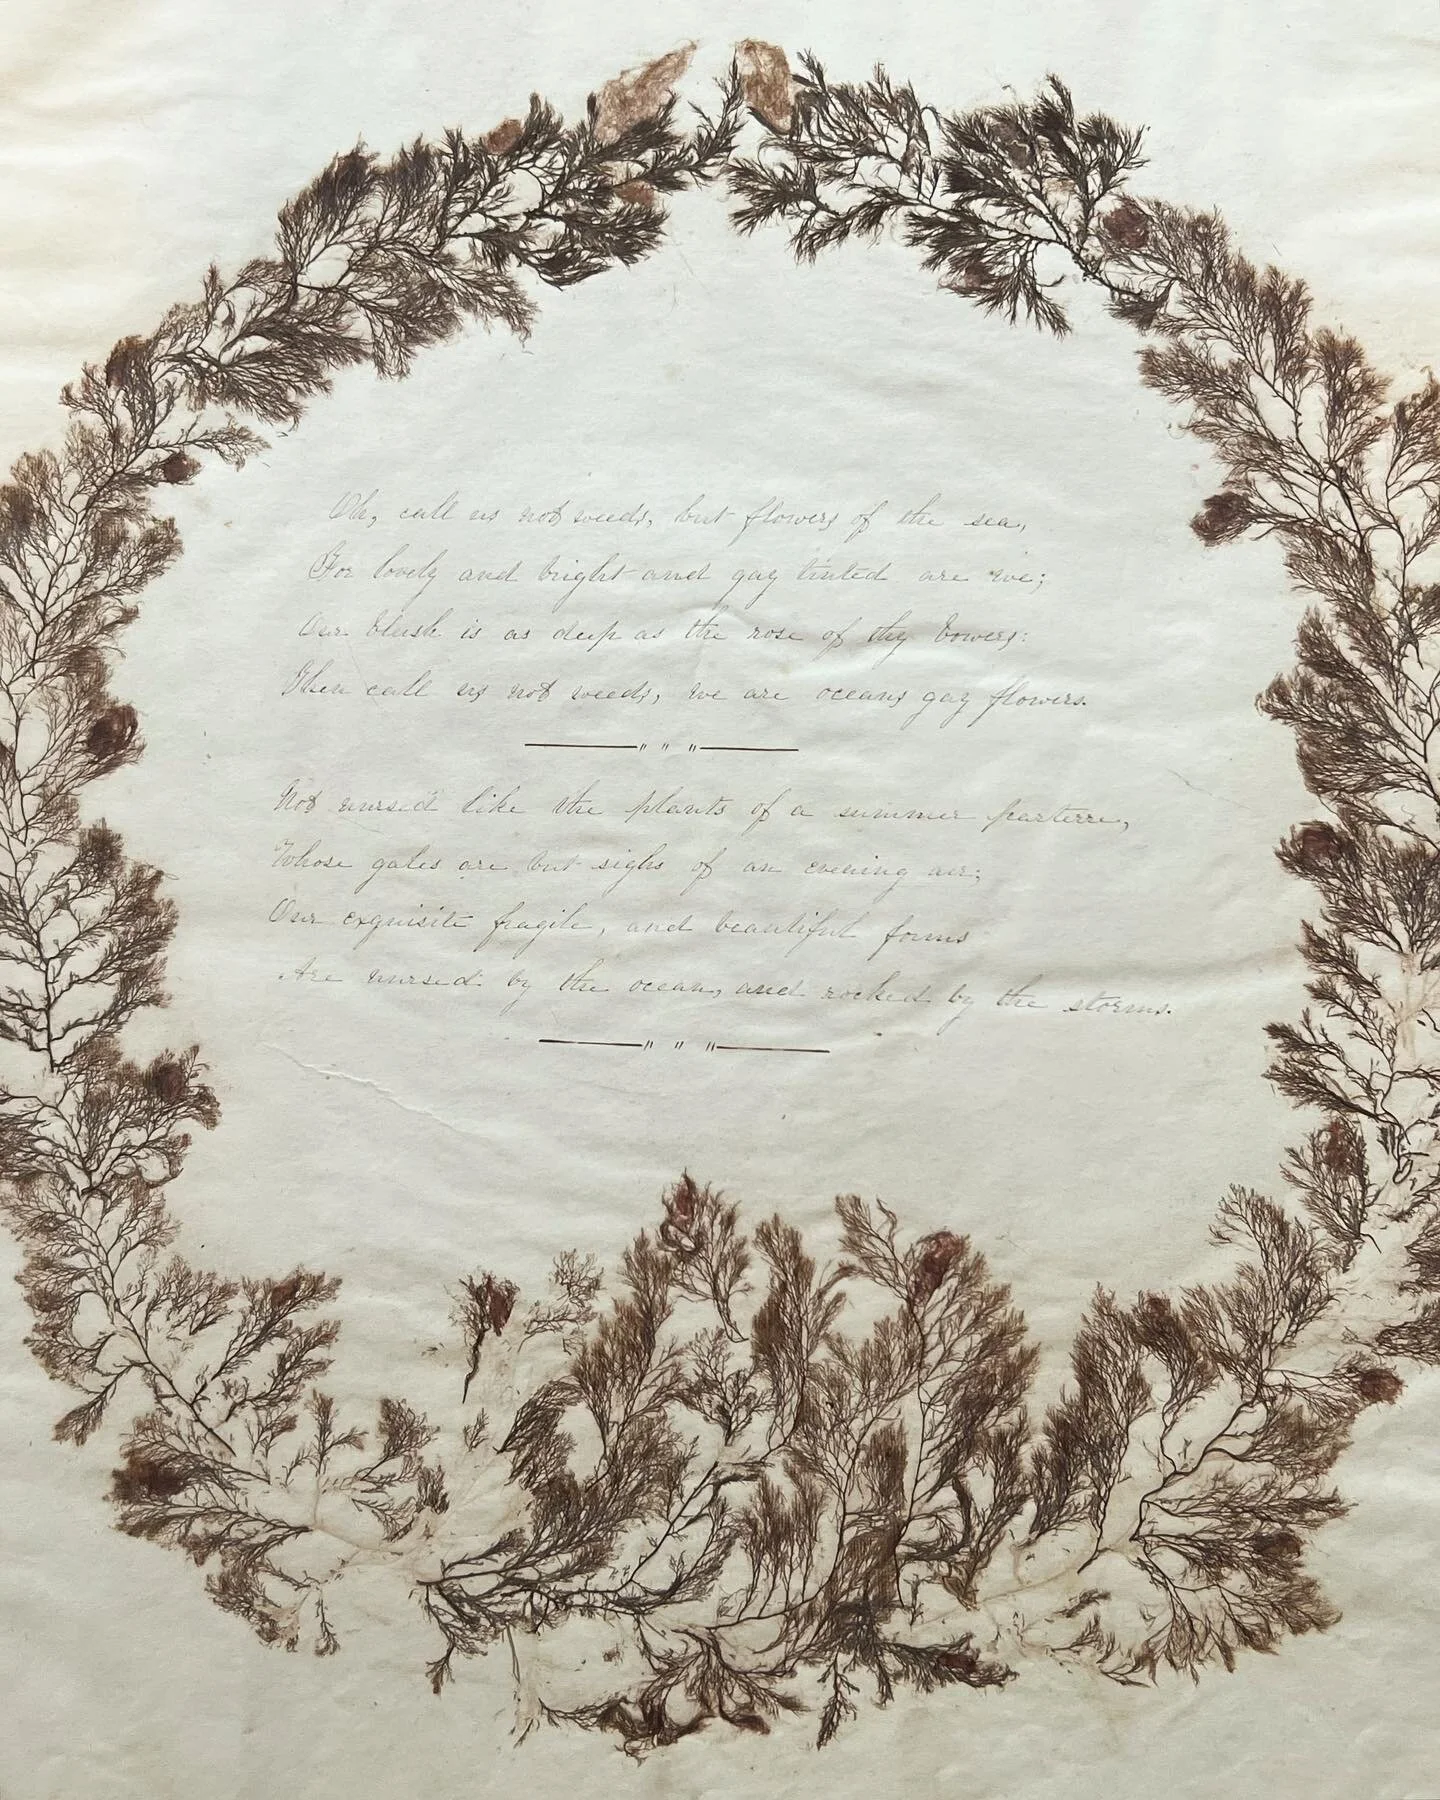 Oh, call us not weeds, but flowers of the sea,
For lovely and bright and gay tinted are we;
Our blush is as deep as the rose of thy bowers:
Then call us not weeds, we are oceans gay flowers.
Not nursed like the plants of a summer parterre,
Whose gales are but sighs of an evening air;
Our exquisite fragile, and beautiful forms
Are nursed by the ocean, and rocked by the storms.